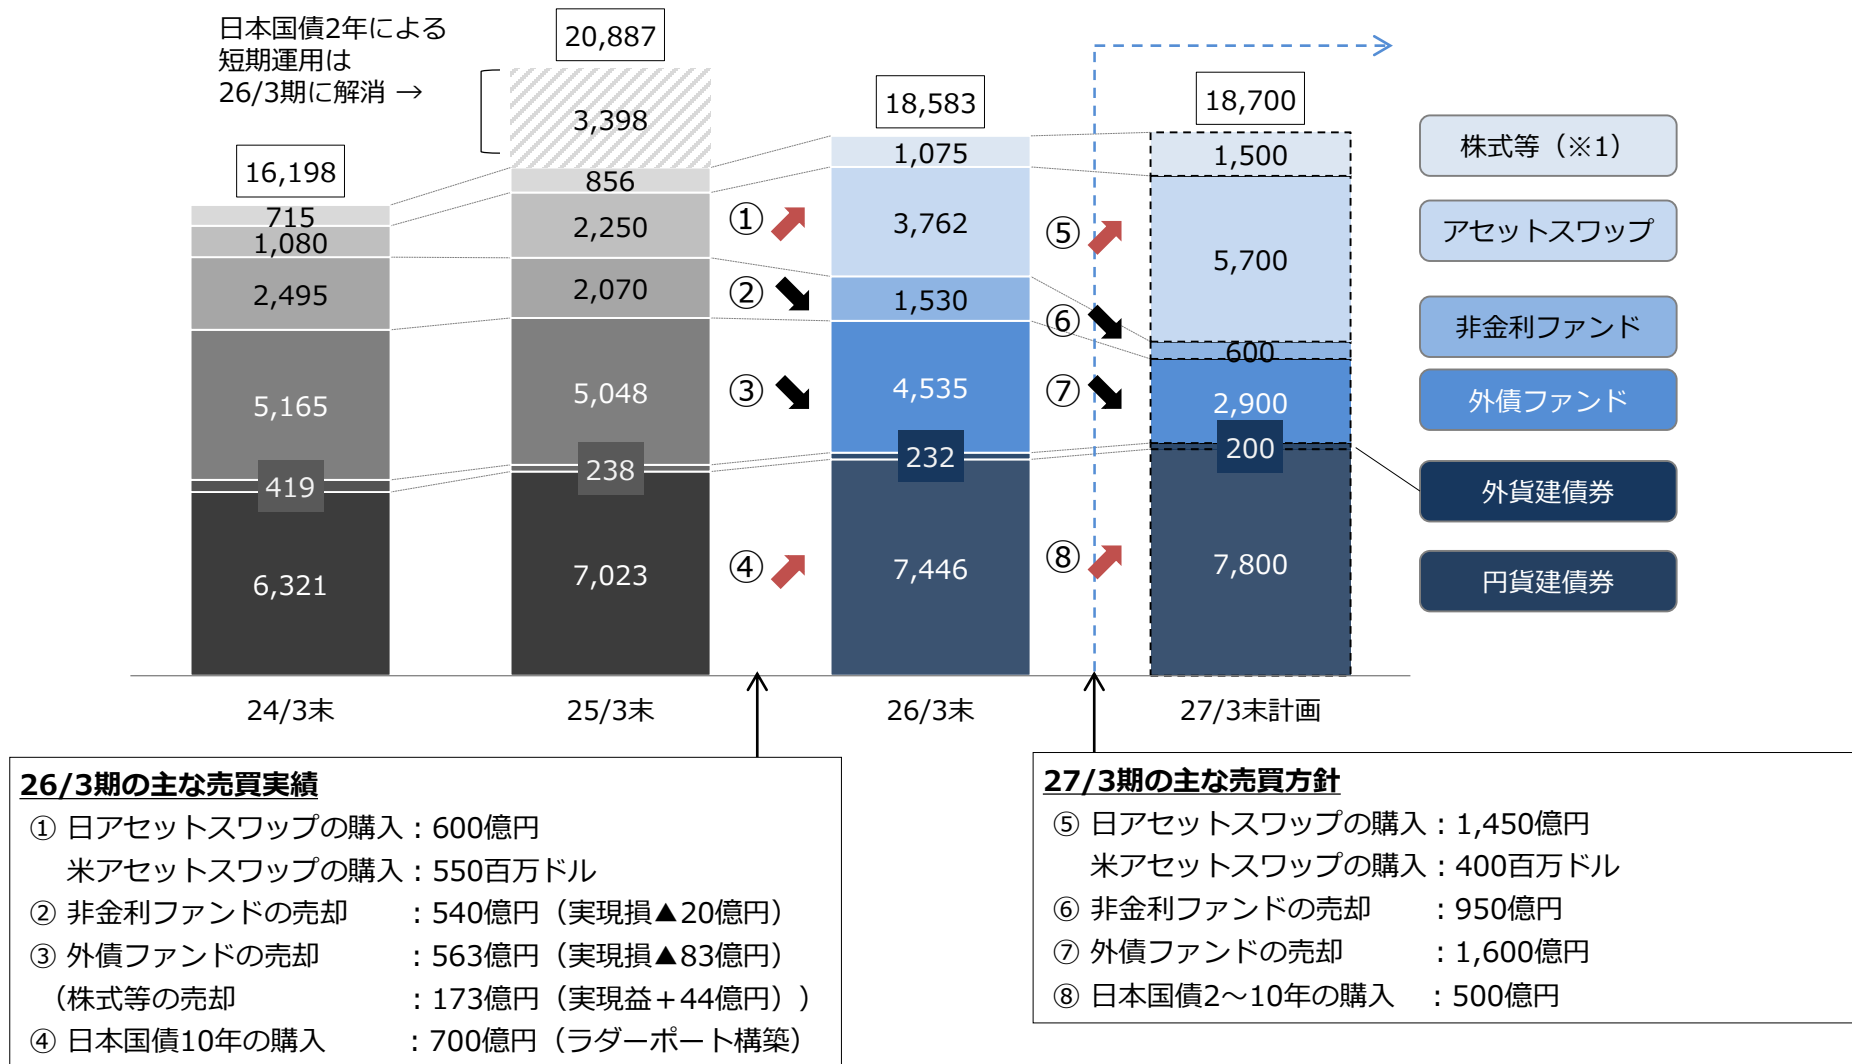 日本国債2年による
短期運用は
26/3期に解消 →
16,198
715
1,080
2,495
5,165
419
6,321
24/3末
20,887
3,398
856
2,250
2,070
5,048
238
7,023
25/3末
① 
②
③
④
18,583
1,075
3,762
1,530
4,535
232
7,446
26/3末
⑤
⑥
⑦
⑧
18,700
1,500
5,700
600
2,900
200
7,800
27/3末計画
株式等（※1）
アセットスワップ
非金利ファンド
外債ファンド
外貨建債券
円貨建債券
26/3期の主な売買実績
① 日アセットスワップの購入：600億円
米アセットスワップの購入：550百万ドル
② 非金利ファンドの売却 ：540億円（実現損▲20億円）
③ 外債ファンドの売却 ：563億円（実現損▲83億円）
（株式等の売却 ：173億円（実現益＋44億円））
④ 日本国債10年の購入 ：700億円（ラダーポート構築）
27/3期の主な売買方針
⑤ 日アセットスワップの購入：1,450億円
米アセットスワップの購入：400百万ドル
⑥ 非金利ファンドの売却 ：950億円
⑦ 外債ファンドの売却 ：1,600億円
⑧ 日本国債2～10年の購入 ：500億円